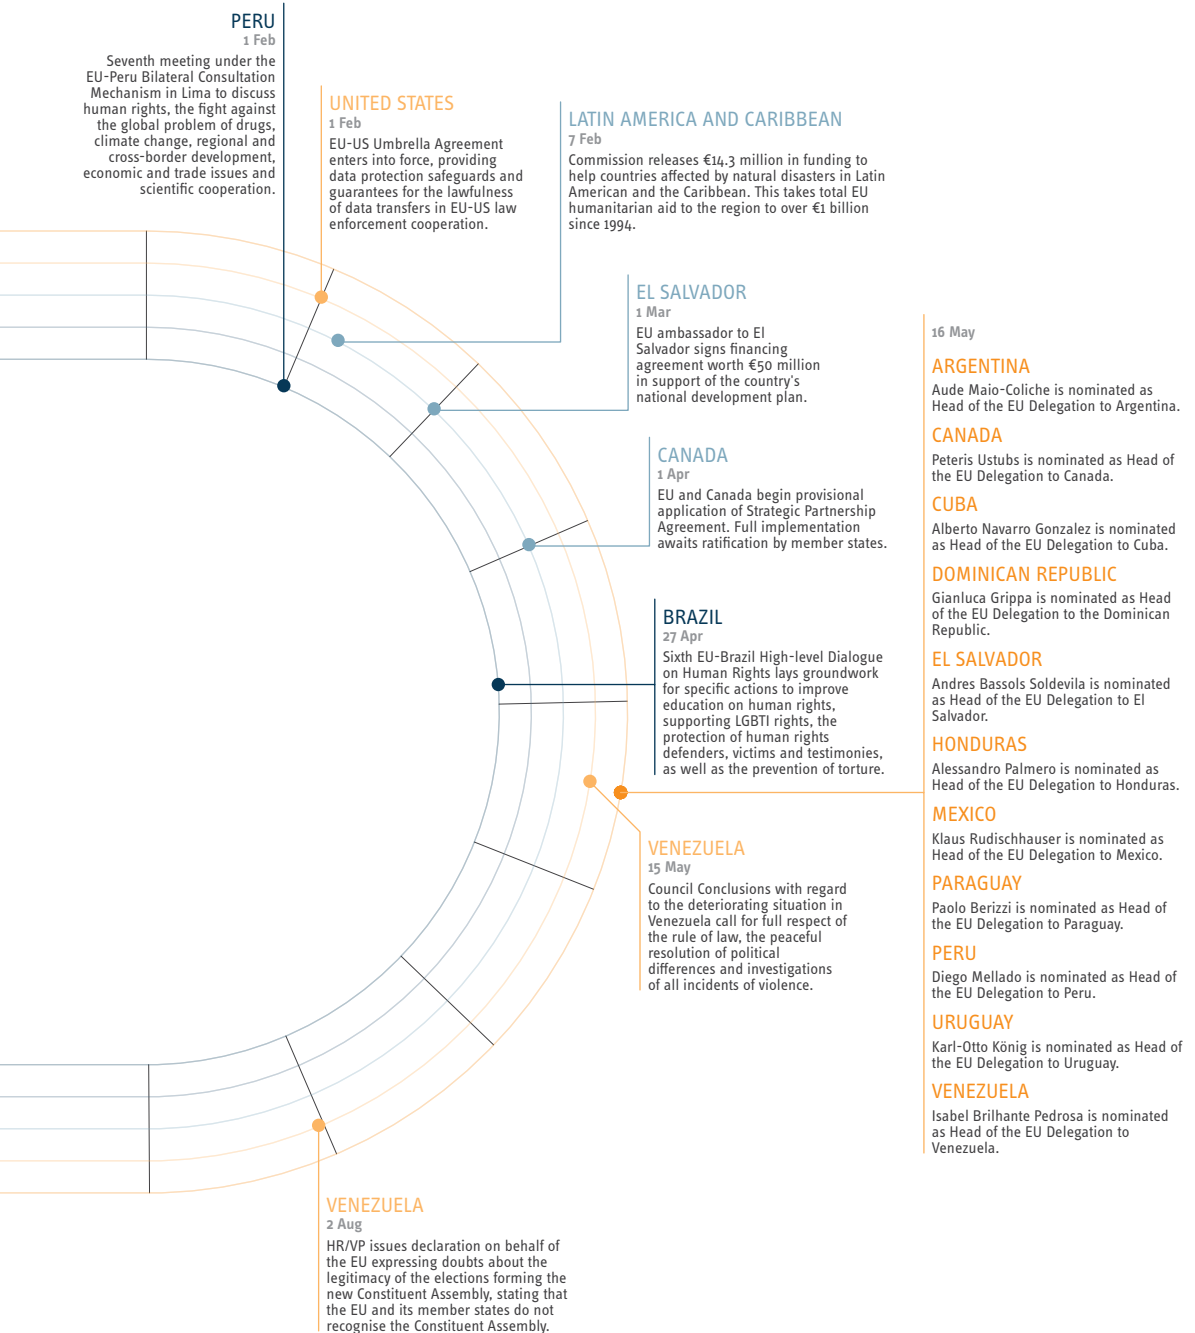 PERU
1 Feb
Seventh meeting under the
EU-Peru Bilateral Consultation
Mechanism in Lima to discuss
human rights, the fight against
the global problem of drugs,
climate change, regional and
cross-border development,
economic and trade issues and
scientific cooperation.
UNITED STATES
1 Feb
EU-US Umbrella Agreement
enters into force, providing
data protection safeguards and
guarantees for the lawfulness
of data transfers in EU-US law
enforcement cooperation.
LATIN AMERICA AND CARIBBEAN
7 Feb
Commission releases €14.3 million in funding to
help countries affected by natural disasters in Latin
American and the Caribbean. This takes total EU
humanitarian aid to the region to over €1 billion
since 1994.
EL SALVADOR
1 Mar
EU ambassador to El
Salvador signs financing
agreement worth €50 million
in support of the country's
national development plan.
CANADA
1 Apr
EU and Canada begin provisional
application of Strategic Partnership
Agreement. Full implementation
awaits ratification by member states.
BRAZIL
27 Apr
Sixth EU-Brazil High-level Dialogue
on Human Rights lays groundwork
for specific actions to improve
education on human rights,
supporting LGBTI rights, the
protection of human rights
defenders, victims and testimonies,
as well as the prevention of torture.
VENEZUELA
15 May
Council Conclusions with regard
to the deteriorating situation in
Venezuela call for full respect of
the rule of law, the peaceful
resolution of political
differences and investigations
of all incidents of violence.
16 May
ARGENTINA
Aude Maio-Coliche is nominated as
Head of the EU Delegation to Argentina.
CANADA
Peteris Ustubs is nominated as Head of
the EU Delegation to Canada.
CUBA
Alberto Navarro Gonzalez is nominated
as Head of the EU Delegation to Cuba.
DOMINICAN REPUBLIC
Gianluca Grippa is nominated as Head
of the EU Delegation to the Dominican
Republic.
EL SALVADOR
Andres Bassols Soldevila is nominated
as Head of the EU Delegation to El
Salvador.
HONDURAS
Alessandro Palmero is nominated as
Head of the EU Delegation to Honduras.
MEXICO
Klaus Rudischhauser is nominated as
Head of the EU Delegation to Mexico.
PARAGUAY
Paolo Berizzi is nominated as Head of
the EU Delegation to Paraguay.
PERU
Diego Mellado is nominated as Head of
the EU Delegation to Peru.
URUGUAY
Karl-Otto König is nominated as Head of
the EU Delegation to Uruguay.
VENEZUELA
Isabel Brilhante Pedrosa is nominated
as Head of the EU Delegation to
Venezuela.
VENEZUELA
2 Aug
HR/VP issues declaration on behalf of
the EU expressing doubts about the
legitimacy of the elections forming the
new Constituent Assembly, stating that
the EU and its member states do not
recognise the Constituent Assembly.